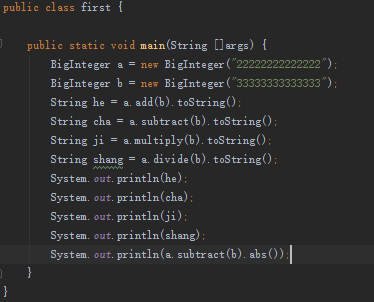 public class first {
public static void main(String []args) {
BigInteger a = new BigInteger("22222222222222");
BigInteger b = new BigInteger("33333333333333");
String he = a.add(b).toString();
String cha = a.subtract(b).toString();
String ji = a.multiply(b).toString();
String shang = a.divide(b).toString();
System.out.println(he);
System.out.println(cha);
System.out.println(ji);
System.out.println(shang);
System.out.println(a.subtract(b).abs());
}
}